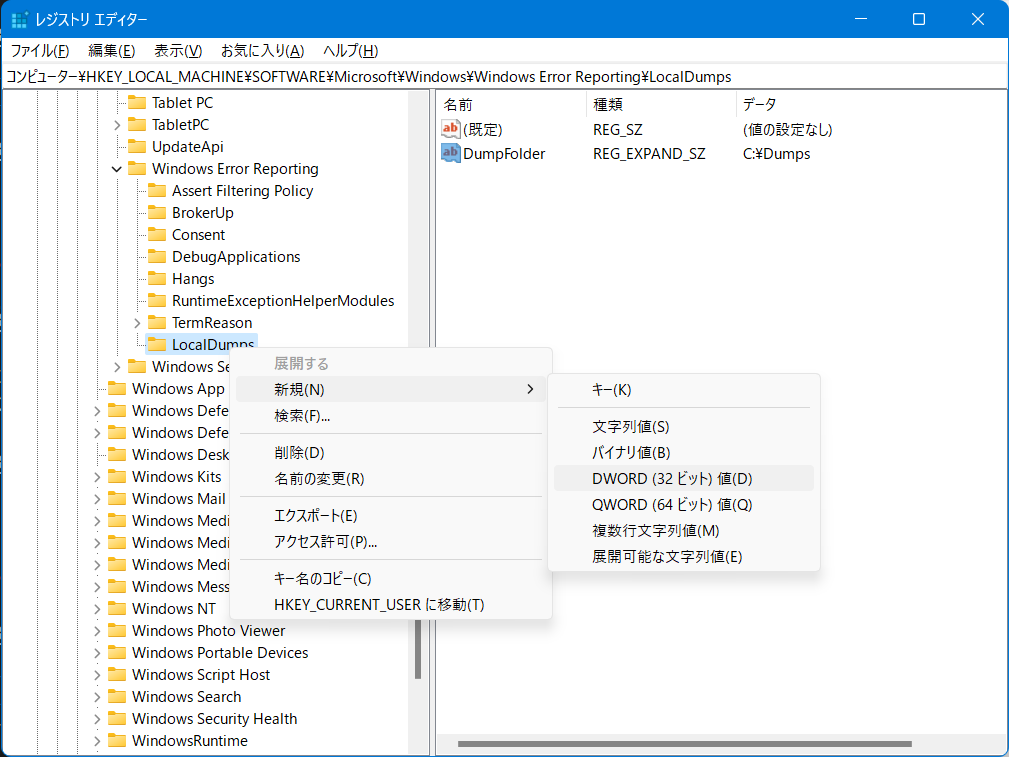 レジストリ エディター
ファイル(F) 編集(E) 表示(V) お気に入り(A) ヘルプ(H)
コンピューター¥HKEY_LOCAL_MACHINE¥SOFTWARE¥Microsoft¥Windows¥Windows Error Reporting¥LocalDumps
Tablet PC
TabletPC
UpdateApi
Windows Error Reporting
Assert Filtering Policy
BrokerUp
Consent
DebugApplications
Hangs
RuntimeExceptionHelperModules
TermReason
LocalDumps
Windows Se
Windows App
Windows Defe
Windows Defe
Windows Desk
Windows Kits
Windows Mail
Windows Medi
Windows Medi
Windows Medi
Windows Mess
Windows NT
Windows Photo Viewer
Windows Portable Devices
Windows Script Host
Windows Search
Windows Security Health
WindowsRuntime
名前 種類 データ
ab (既定) REG_SZ (値の設定なし)
ab DumpFolder REG_EXPAND_SZ C:¥Dumps
展開する
新規(N)
検索(F)...
削除(D)
名前の変更(R)
エクスポート(E)
アクセス許可(P)...
キー名のコピー(C)
HKEY_CURRENT_USER に移動(T)
キー(K)
文字列値(S)
バイナリ値(B)
DWORD (32 ビット) 値(D)
QWORD (64 ビット) 値(Q)
複数行文字列値(M)
展開可能な文字列値(E)